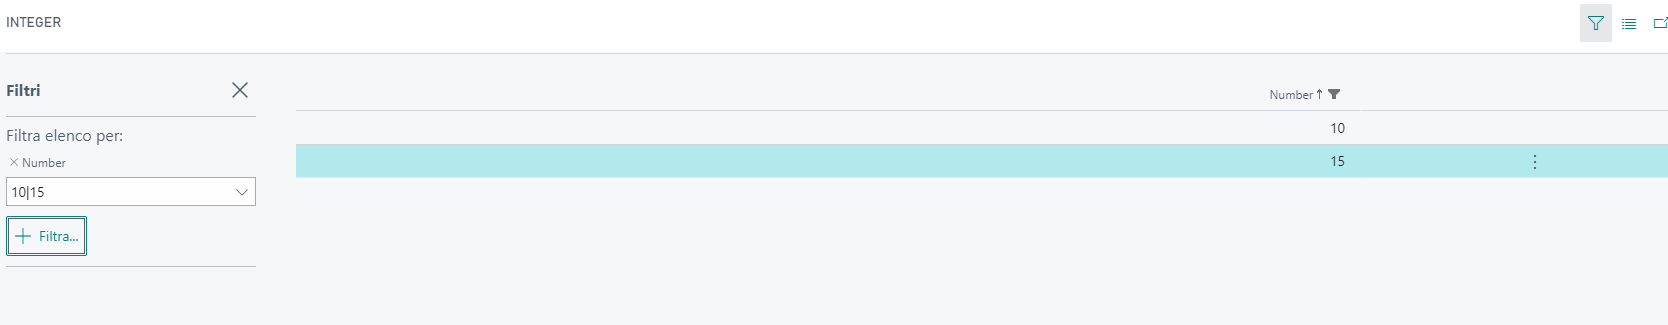 INTEGER
Filtri
Filtra elenco per:
Number
10|15
Filtra...
Number
10
15